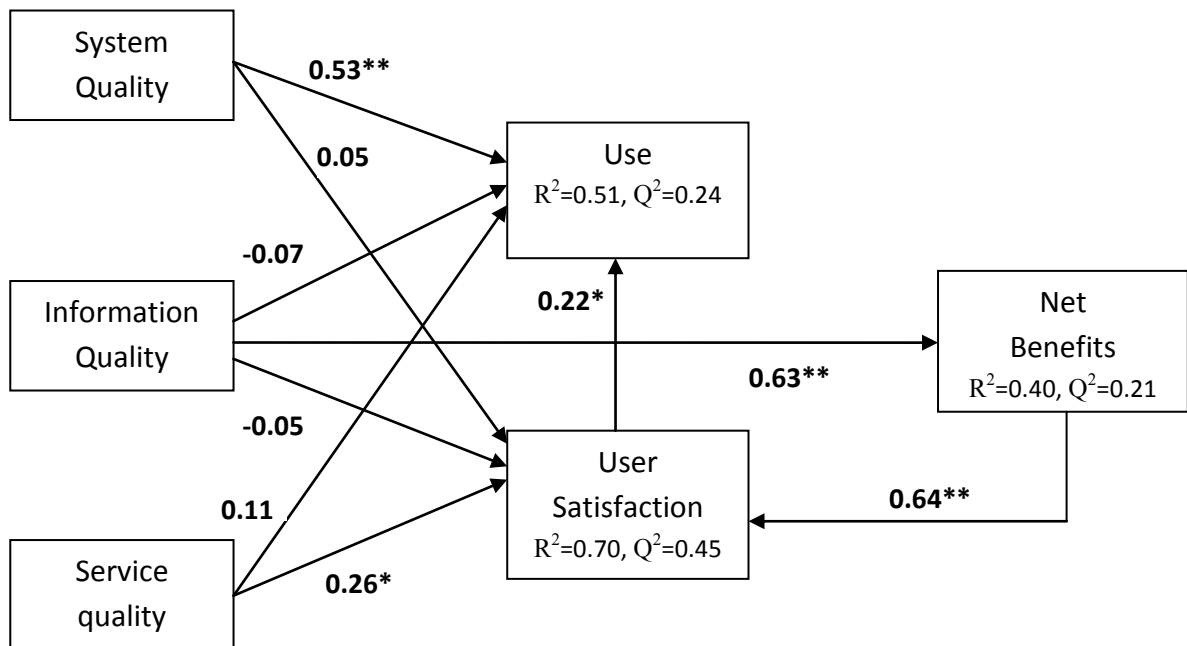 System
Quality
0.53**
0.05
Use
R²=0.51, Q²=0.24
-0.07
Information
Quality
0.22*
Net
Benefits
R²=0.40, Q²=0.21
0.63**
-0.05
User
Satisfaction
R²=0.70, Q²=0.45
0.64**
0.11
Service
quality
0.26*